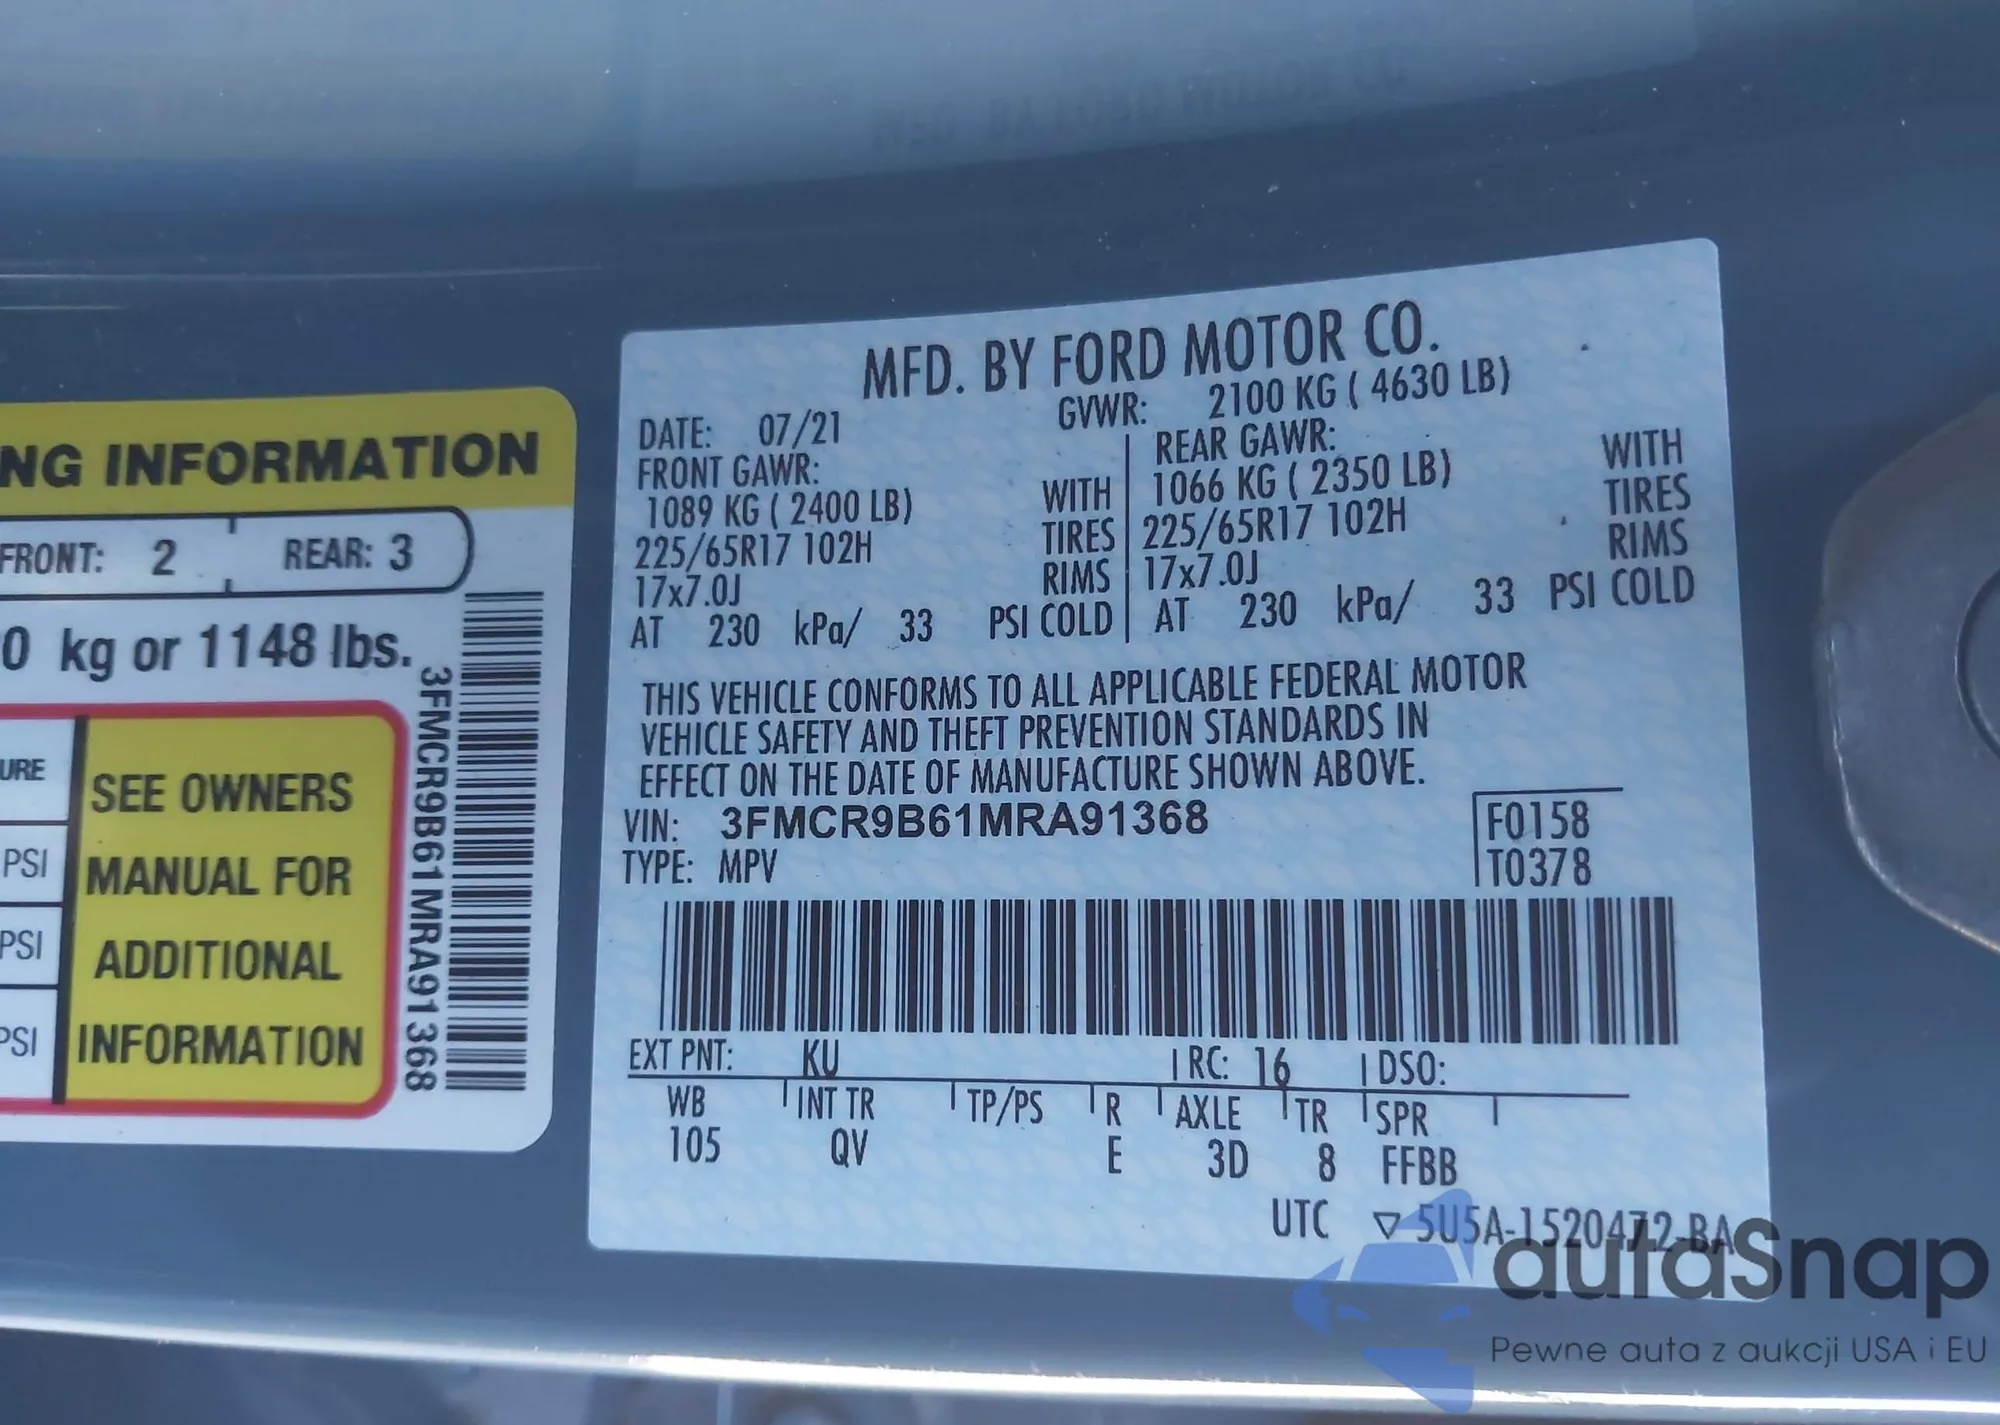 NG INFORMATION
FRONT: 2 REAR: 3
0 kg or 1148 lbs.
URE
PSI
PSI
PSI
SEE OWNERS
MANUAL FOR
ADDITIONAL
INFORMATION
3FMCR9B61MRA91368
MFD. BY FORD MOTOR CO.
DATE: 07/21 GVWR: 2100 KG ( 4630 LB)
FRONT GAWR: REAR GAWR:
1089 KG ( 2400 LB) WITH 1066 KG ( 2350 LB) WITH
225/65R17 102H TIRES 225/65R17 102H TIRES
17x7.0J RIMS 17x7.0J RIMS
AT 230 kPa/ 33 PSI COLD AT 230 kPa/ 33 PSI COLD
THIS VEHICLE CONFORMS TO ALL APPLICABLE FEDERAL MOTOR
VEHICLE SAFETY AND THEFT PREVENTION STANDARDS IN
EFFECT ON THE DATE OF MANUFACTURE SHOWN ABOVE.
VIN: 3FMCR9B61MRA91368 F0158
TYPE: MPV T0378
EXT PNT: KU RC: 16 DSO:
WB INT TR TP/PS R AXLE TR SPR
105 QV E 3D 8 FFBB
UTC ▽ 5U5A-1520472-BA
autaSnap
Pewne auta z aukcji USA i EU